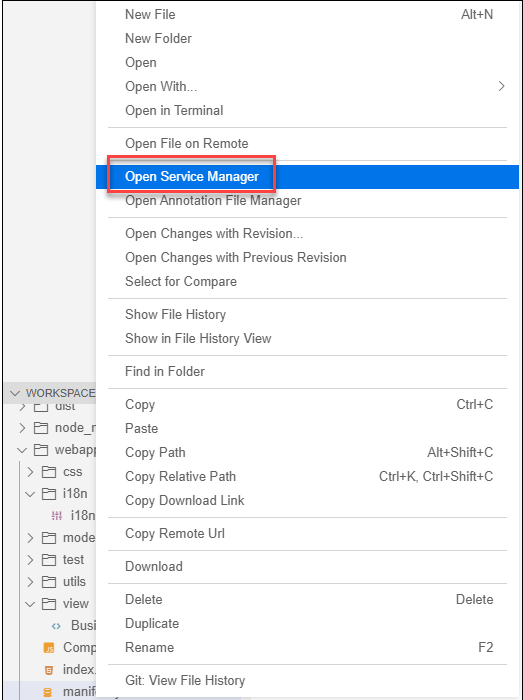 New File Alt+N
New Folder
Open
Open With...
Open in Terminal
Open File on Remote
Open Service Manager
Open Annotation File Manager
Open Changes with Revision...
Open Changes with Previous Revision
Select for Compare
Show File History
Show in File History View
Find in Folder
Copy Ctrl+C
Paste
Copy Path Alt+Shift+C
Copy Relative Path Ctrl+K, Ctrl+Shift+C
Copy Download Link
Copy Remote Url
Download
Delete Delete
Duplicate
Rename F2
Git: View File History
WORKSPACE
dist
node_m
webapp
css
i18n
i18n
mode
test
utils
view
Busi
Comp
index.